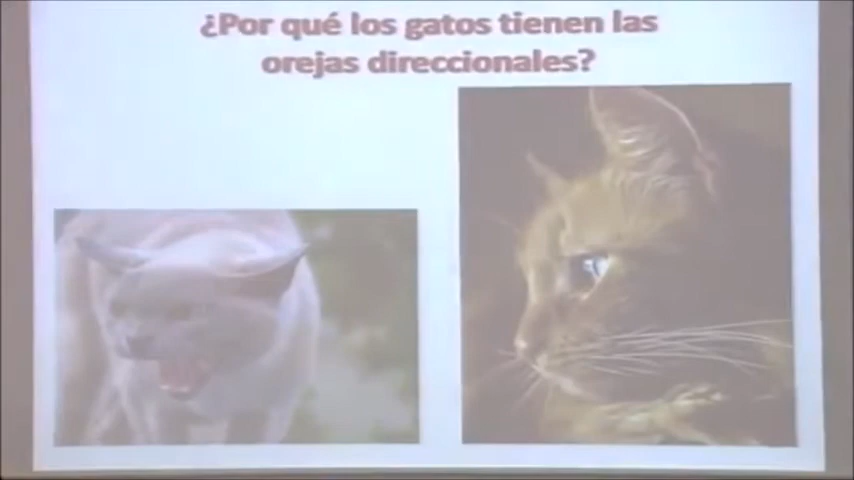 ¿Por qué los gatos tienen las
orejas direccionales?